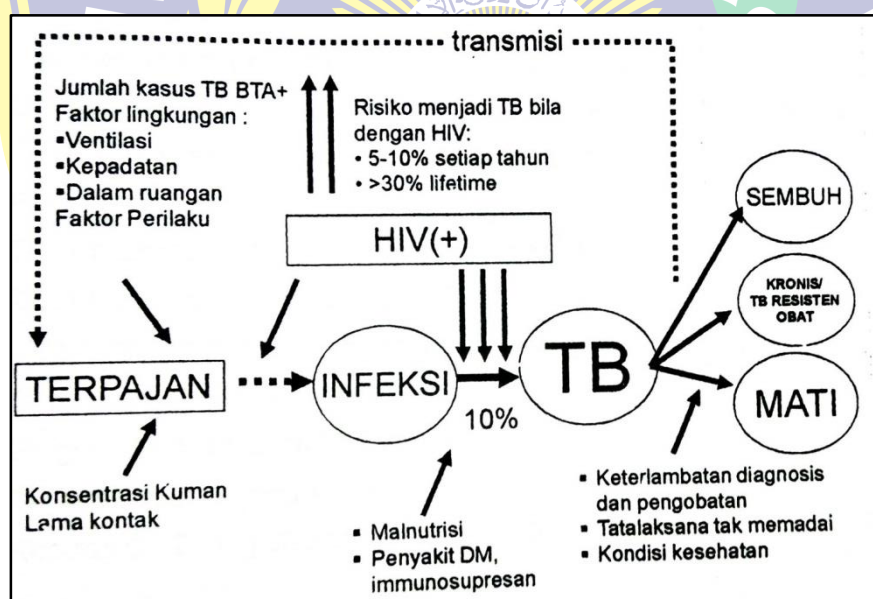 transmisi
Jumlah kasus TB BTA+
Faktor lingkungan :
▪Ventilasi
▪Kepadatan
▪Dalam ruangan
Faktor Perilaku
Risiko menjadi TB bila
dengan HIV:
• 5-10% setiap tahun
• >30% lifetime
HIV(+)
TERPAJAN
INFEKSI
10%
TB
SEMBUH
KRONIS/
TB RESISTEN
OBAT
MATI
Konsentrasi Kuman
Lama kontak
▪ Malnutrisi
▪ Penyakit DM,
immunosupresan
▪ Keterlambatan diagnosis
dan pengobatan
▪ Tatalaksana tak memadai
▪ Kondisi kesehatan